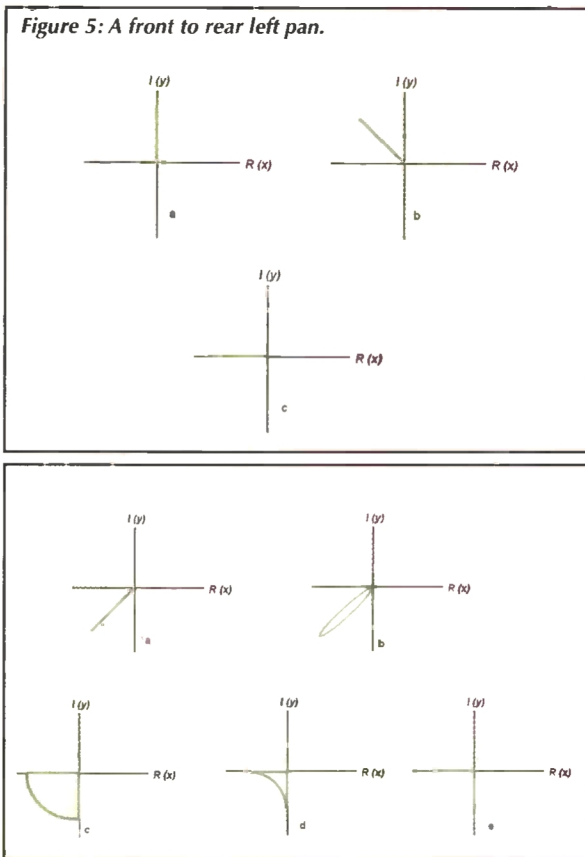 Figure 5: A front to rear left pan.
I (y)
R (x)
a
I (y)
R (x)
b
I (y)
R (x)
c
I (y)
R (x)
a
I (y)
R (x)
b
I (y)
R (x)
c
I (y)
R (x)
d
I (y)
R (x)
e